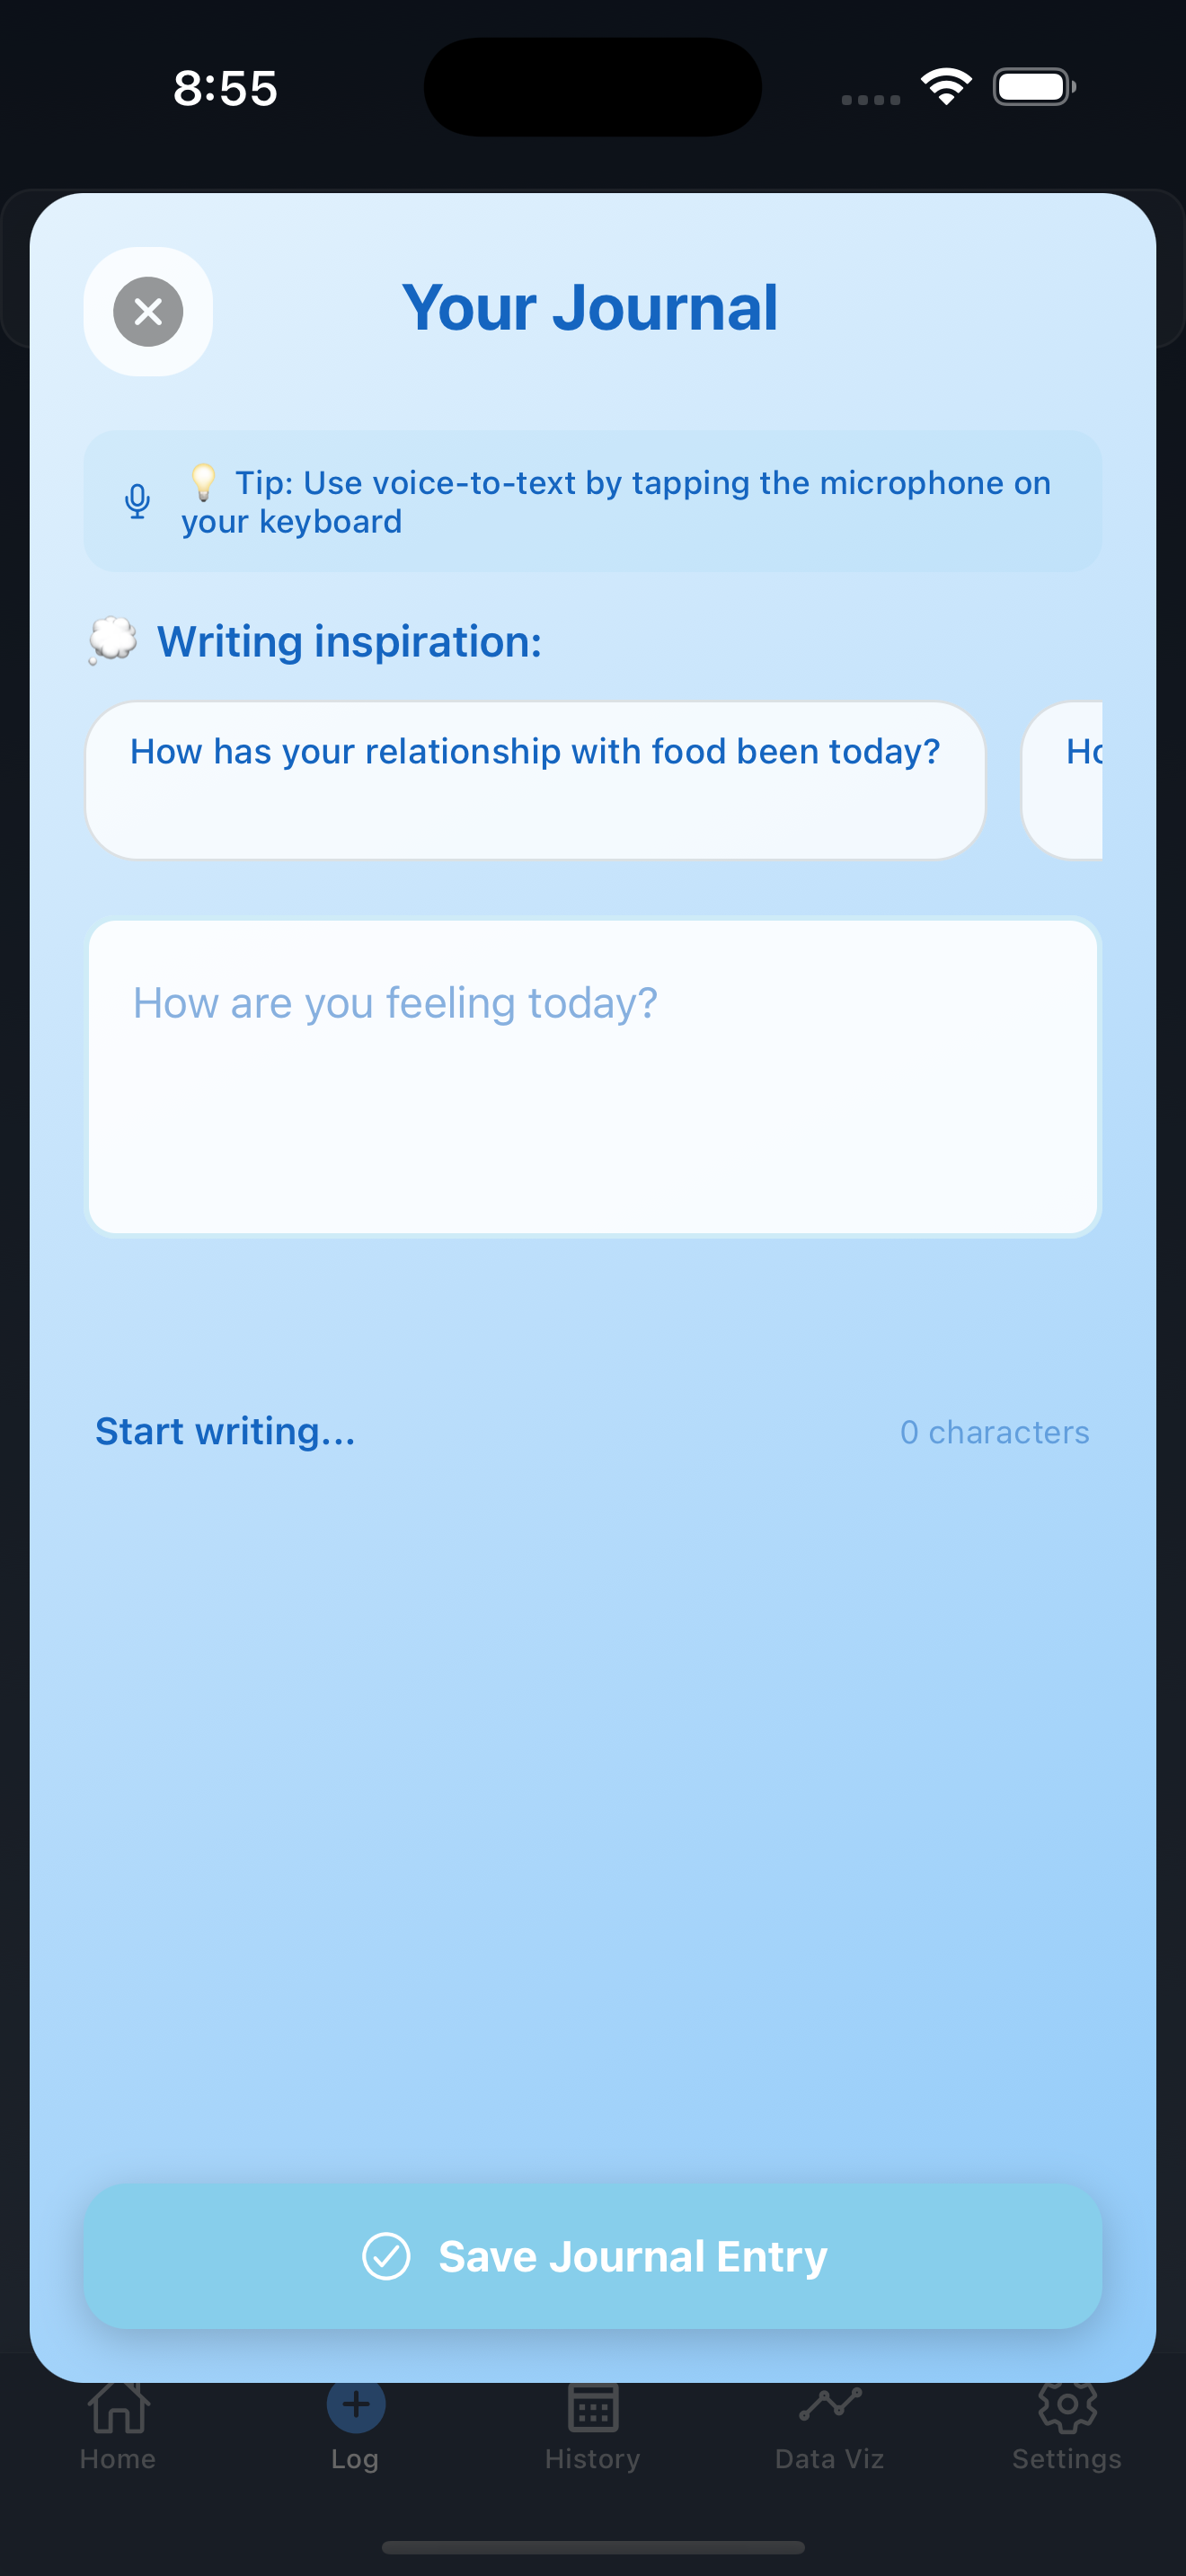 8:55
Your Journal
💡 Tip: Use voice-to-text by tapping the microphone on
your keyboard
💭 Writing inspiration:
How has your relationship with food been today?
How are you feeling today?
Start writing...
0 characters
Save Journal Entry
Home
Log
History
Data Viz
Settings